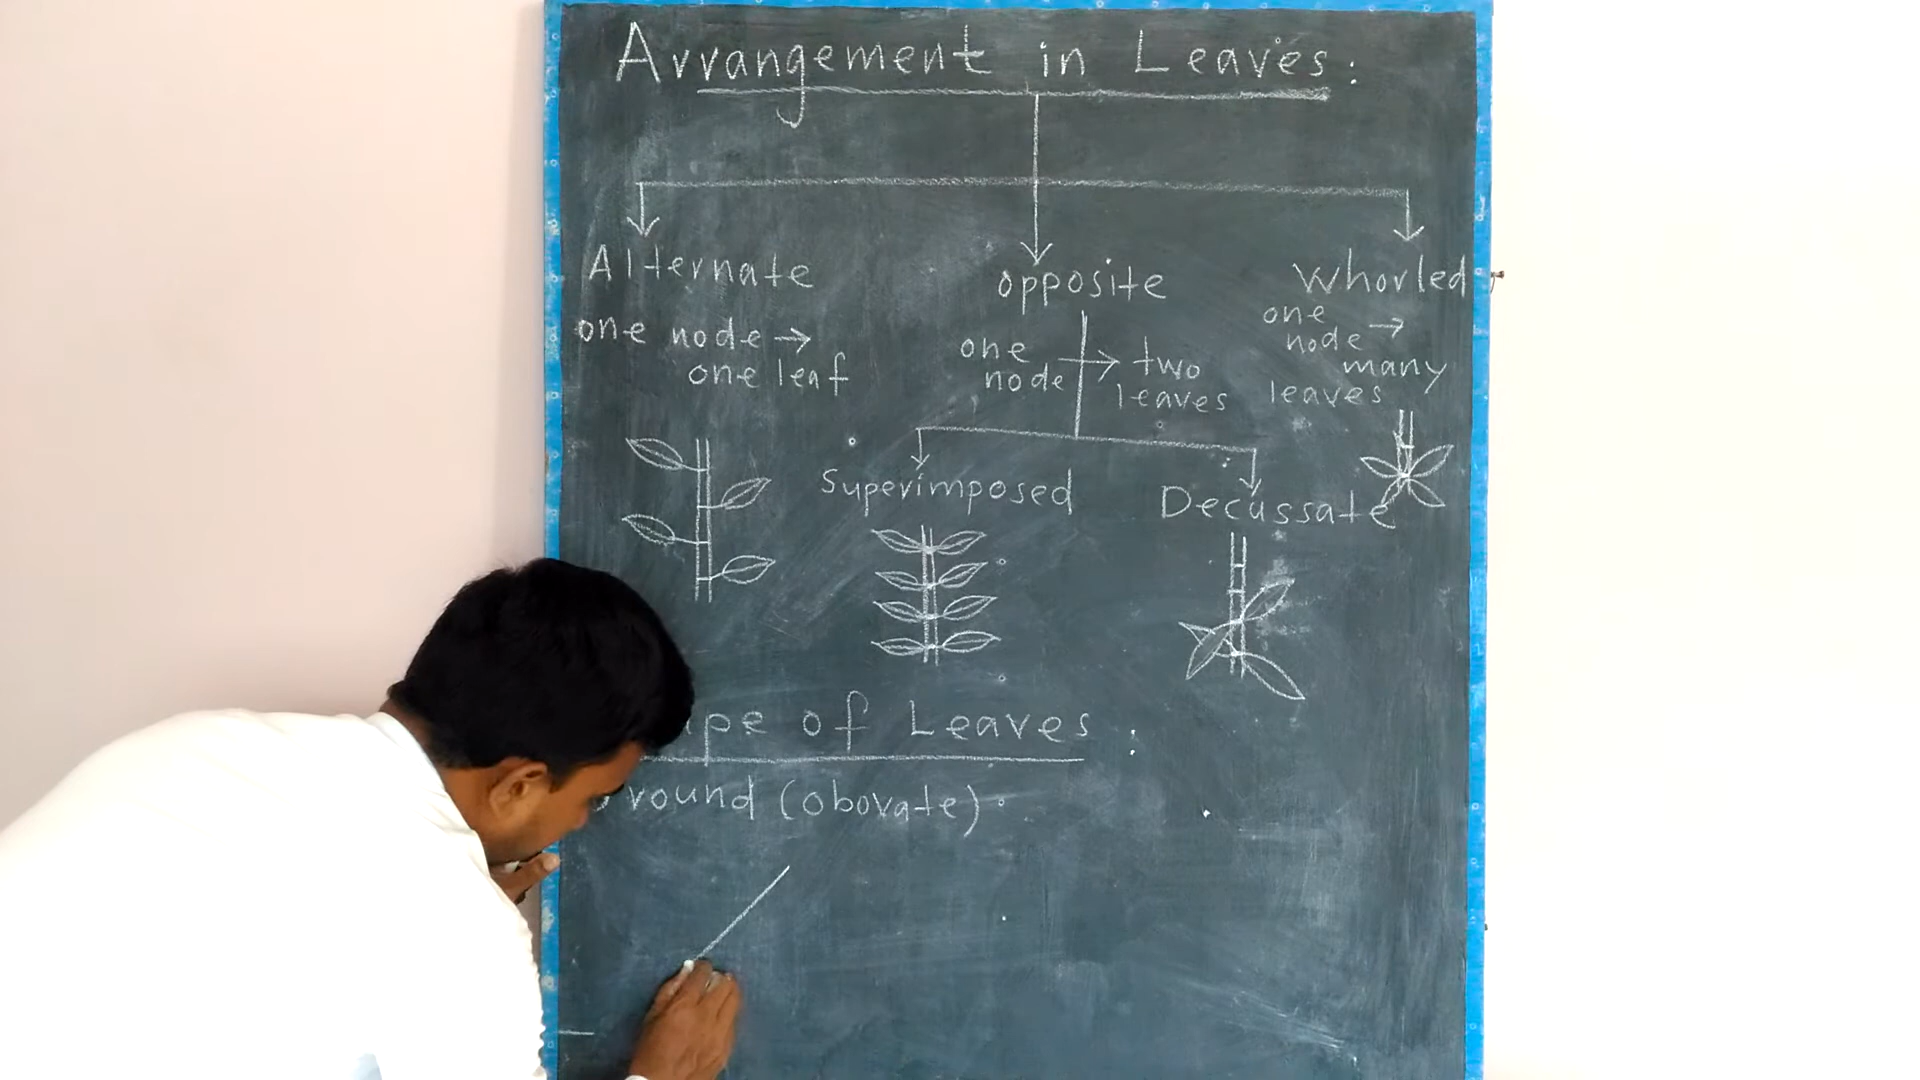 Arrangement in Leaves:
Alternate
one node →
one leaf
opposite
one
node → two
leaves
Whorled
one
node →
many
leaves
Superimposed
Decussate
of Leaves :
round (obovate).